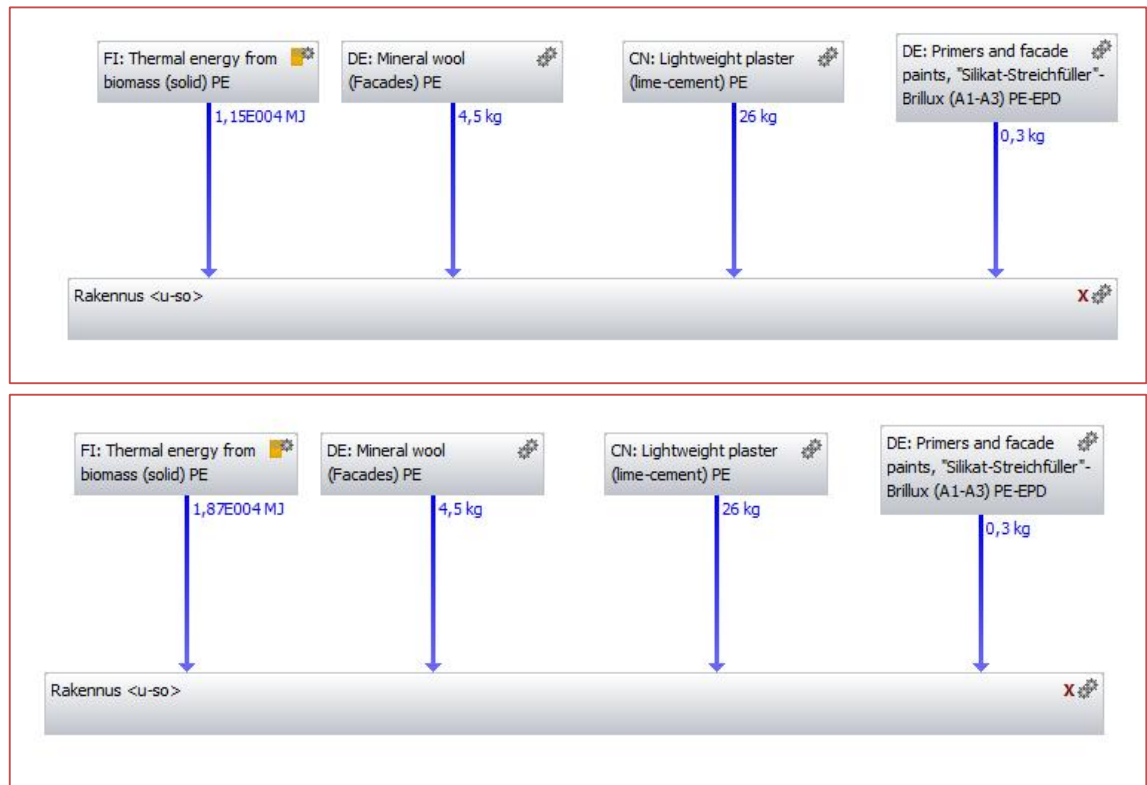 FI: Thermal energy from
biomass (solid) PE
DE: Mineral wool
(Facades) PE
CN: Lightweight plaster
(lime-cement) PE
DE: Primers and facade
paints, "Silikat-Streichfüller"-
Brillux (A1-A3) PE-EPD
1,15E004 MJ
4,5 kg
26 kg
0,3 kg
Rakennus <u-so>
X
FI: Thermal energy from
biomass (solid) PE
DE: Mineral wool
(Facades) PE
CN: Lightweight plaster
(lime-cement) PE
DE: Primers and facade
paints, "Silikat-Streichfüller"-
Brillux (A1-A3) PE-EPD
1,87E004 MJ
4,5 kg
26 kg
0,3 kg
Rakennus <u-so>
X